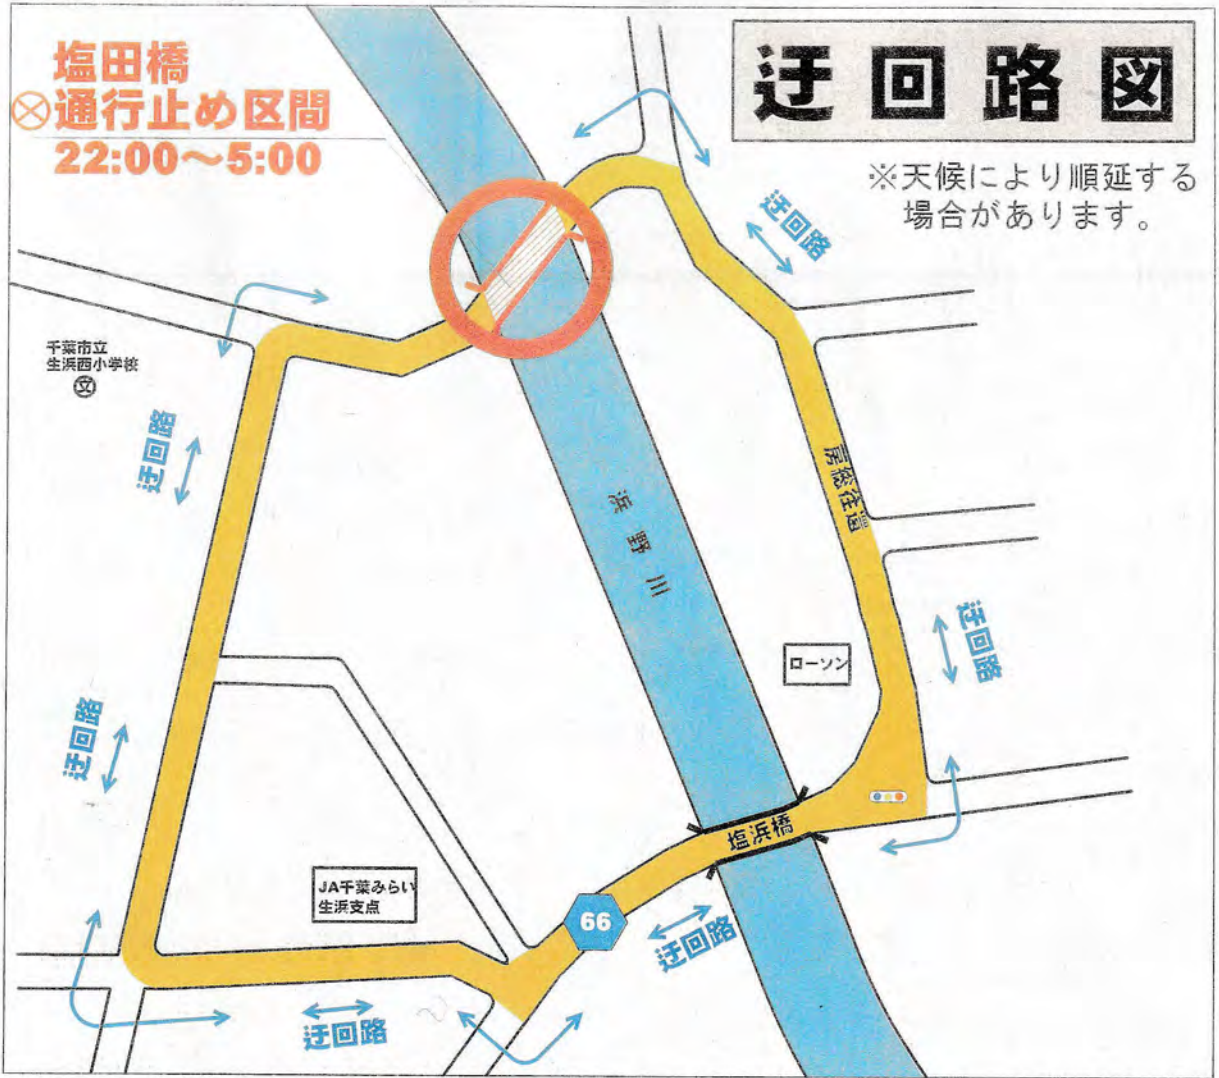 塩田橋
通行止め区間
22:00～5:00
迂回路図
※天候により順延する
場合があります。
迂回路
千葉市立
生浜西小学校
文
迂回路
房総往還
浜野川
迂回路
ローソン
迂回路
塩浜橋
JA千葉みらい
生浜支点
66
迂回路
迂回路